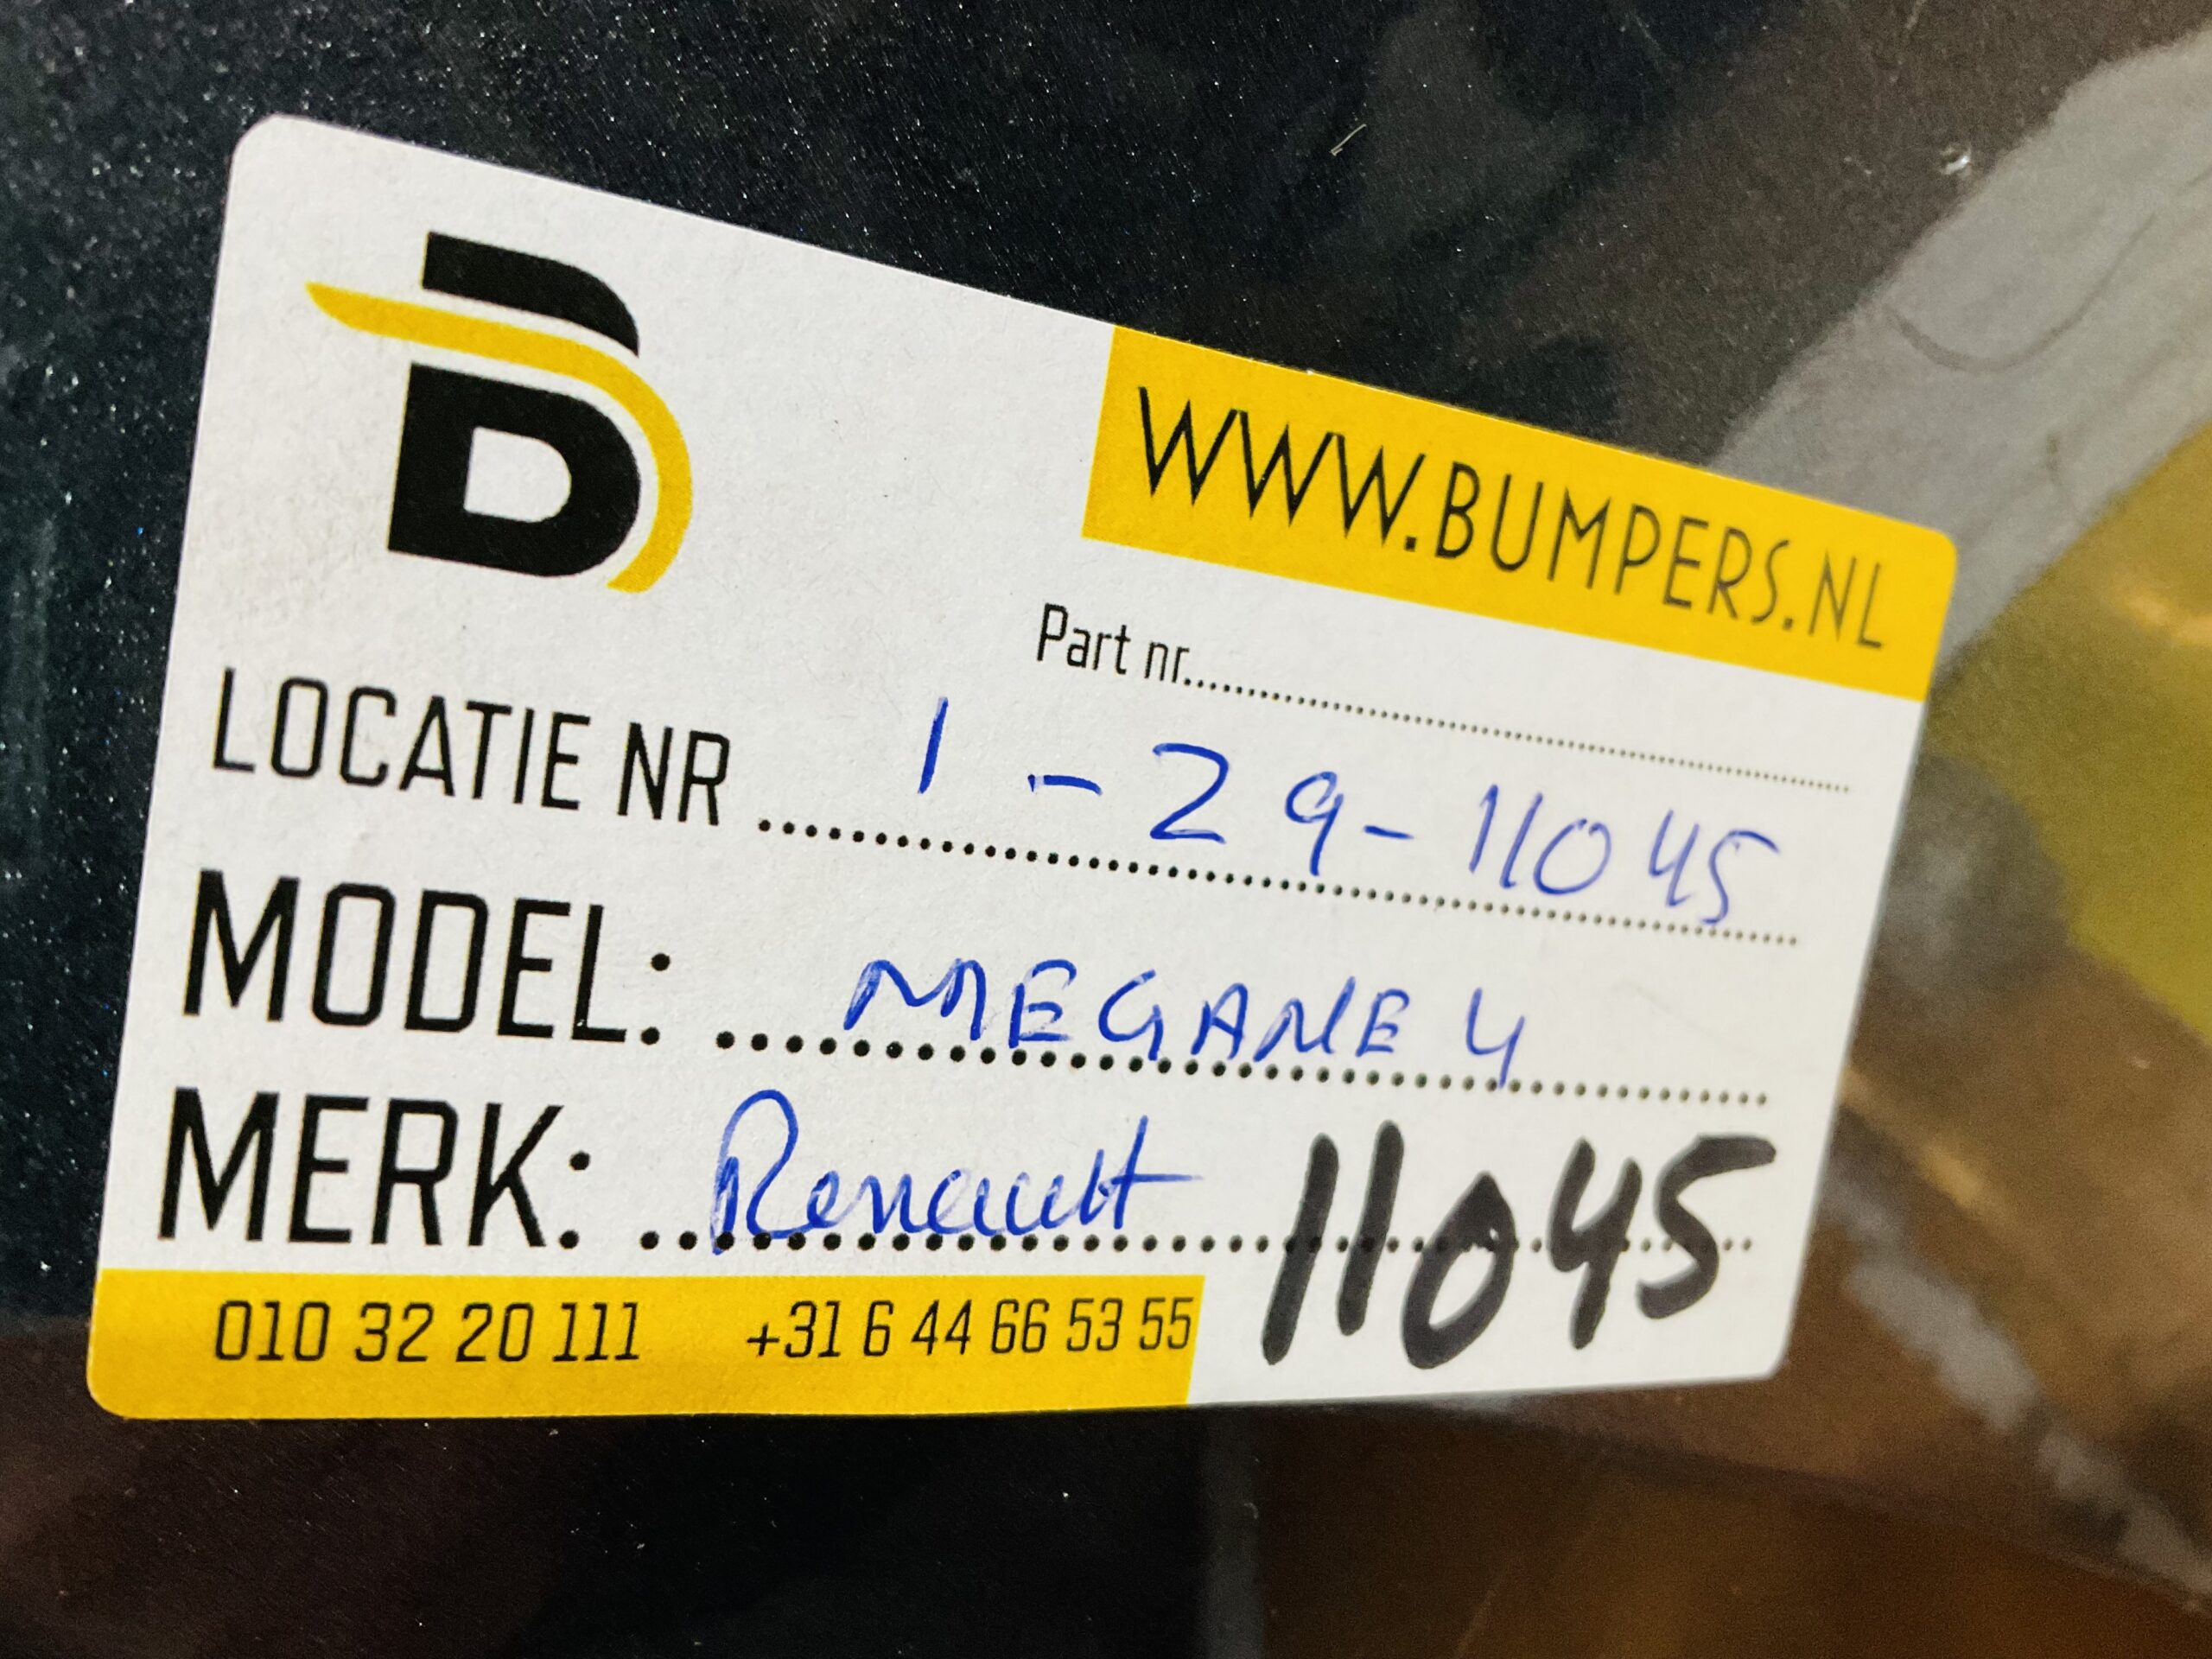 B
WWW.BUMPERS.NL
Part nr..............................
LOCATIE NR ..... 1 - 29 - 11045
MODEL: ..... MEGANE 4
MERK: ..... Renault 11045
010 32 20 111 +31 6 44 66 53 55